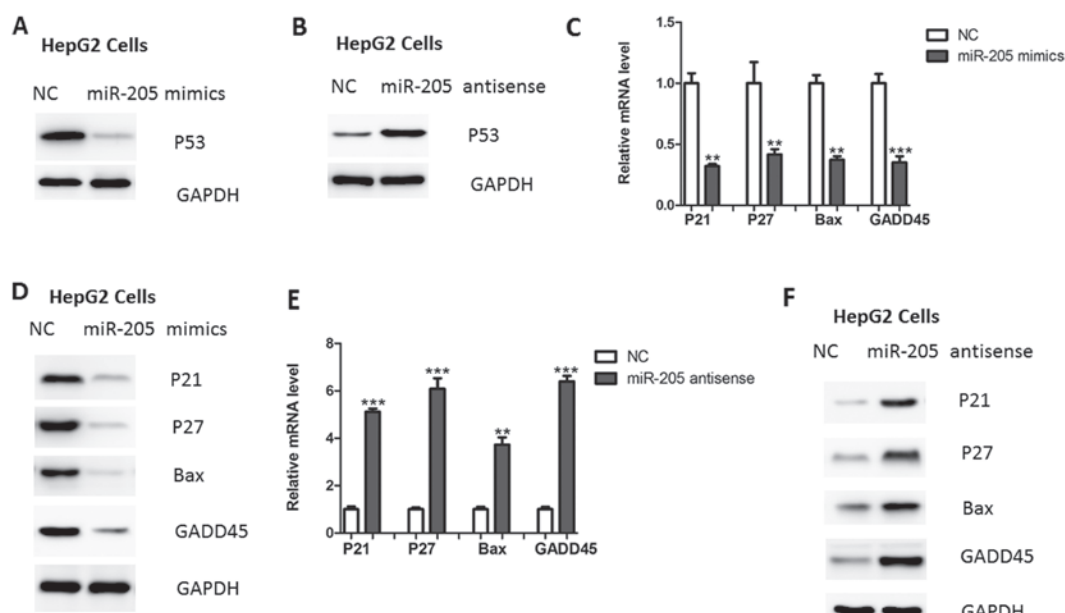 A
HepG2 Cells
NC miR-205 mimics
P53
GAPDH
B
HepG2 Cells
NC miR-205 antisense
P53
GAPDH
C
Relative mRNA level
1.5
1.0
0.5
0.0
** ** ** ***
P21 P27 Bax GADD45
NC
miR-205 mimics
D
HepG2 Cells
NC miR-205 mimics
P21
P27
Bax
GADD45
GAPDH
E
Relative mRNA level
8
6
4
2
0
*** *** ** ***
P21 P27 Bax GADD45
NC
miR-205 antisense
F
HepG2 Cells
NC miR-205 antisense
P21
P27
Bax
GADD45
GAPDH